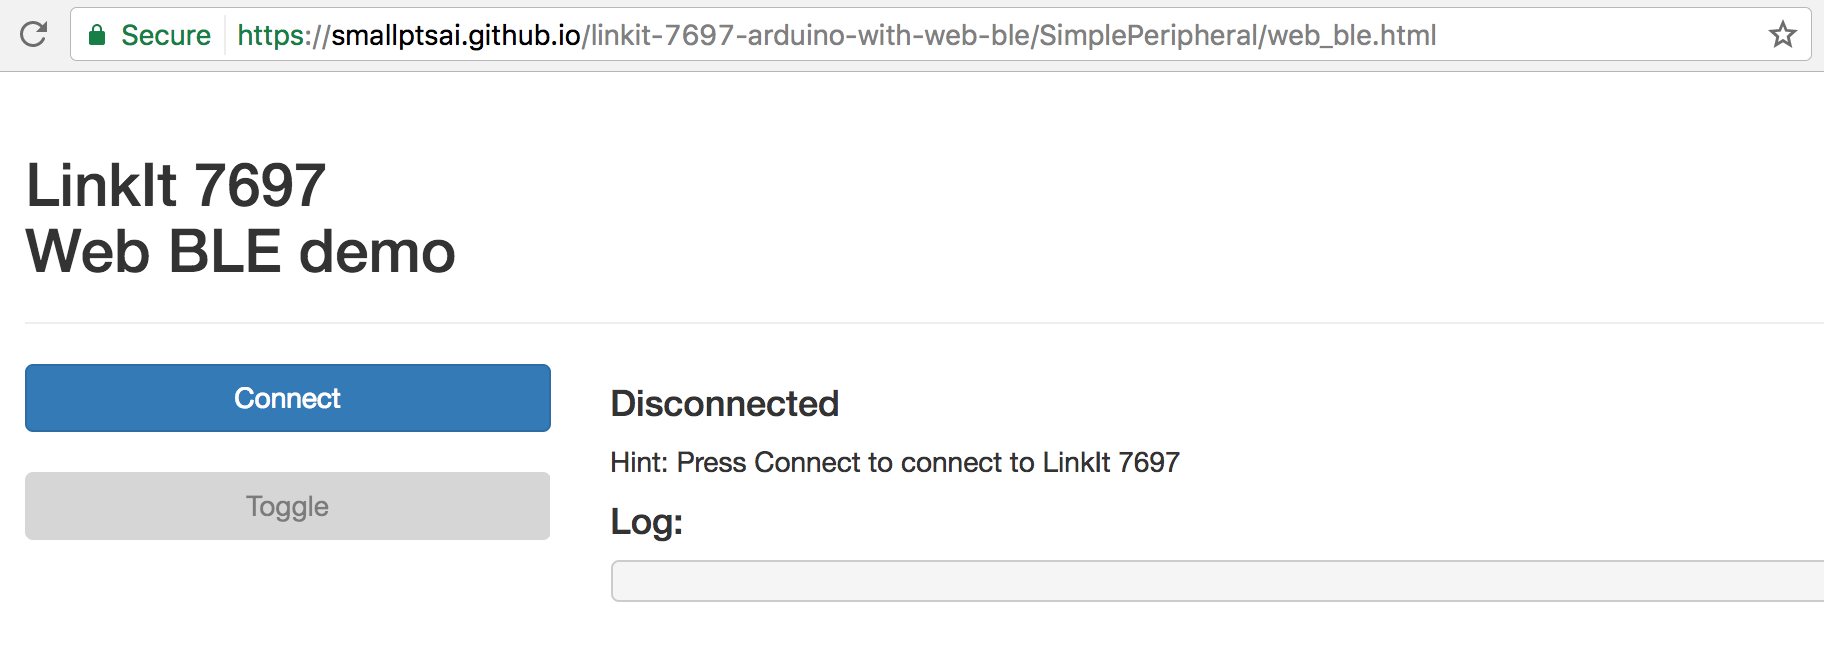 Secure https://smallptsai.github.io/linkit-7697-arduino-with-web-ble/SimplePeripheral/web_ble.html
LinkIt 7697
Web BLE demo
Connect
Toggle
Disconnected
Hint: Press Connect to connect to LinkIt 7697
Log: